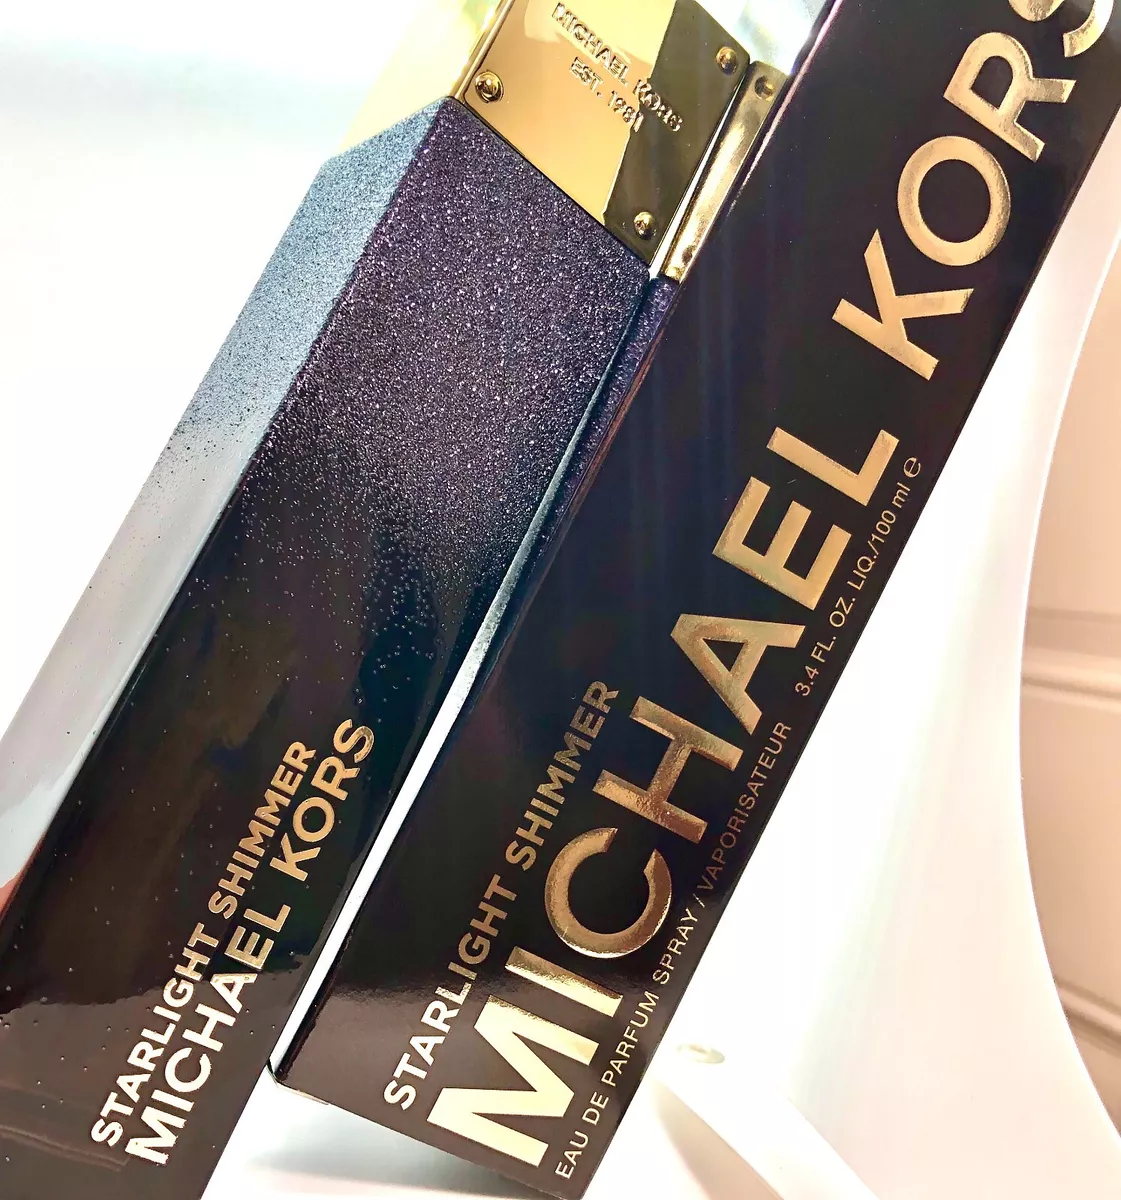 MICHAEL KORS
EST. 1981
STARLIGHT SHIMMER
MICHAEL KORS
STARLIGHT SHIMMER
MICHAEL KORS
EAU DE PARFUM SPRAY / VAPORISATEUR 3.4 FL. OZ. LIQ./100 ml e